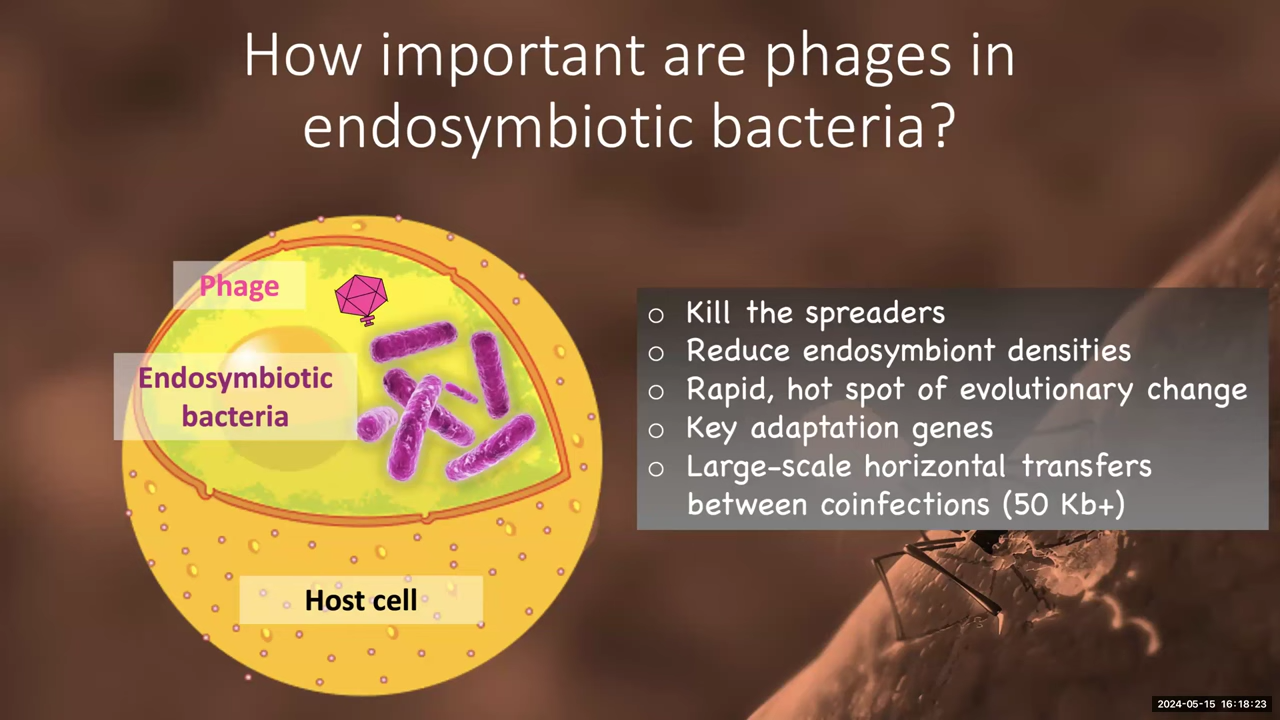 How important are phages in
endosymbiotic bacteria?
Phage
Endosymbiotic
bacteria
Host cell
○ Kill the spreaders
○ Reduce endosymbiont densities
○ Rapid, hot spot of evolutionary change
○ Key adaptation genes
○ Large-scale horizontal transfers
between coinfections (50 Kb+)
2024-05-15 16:18:23